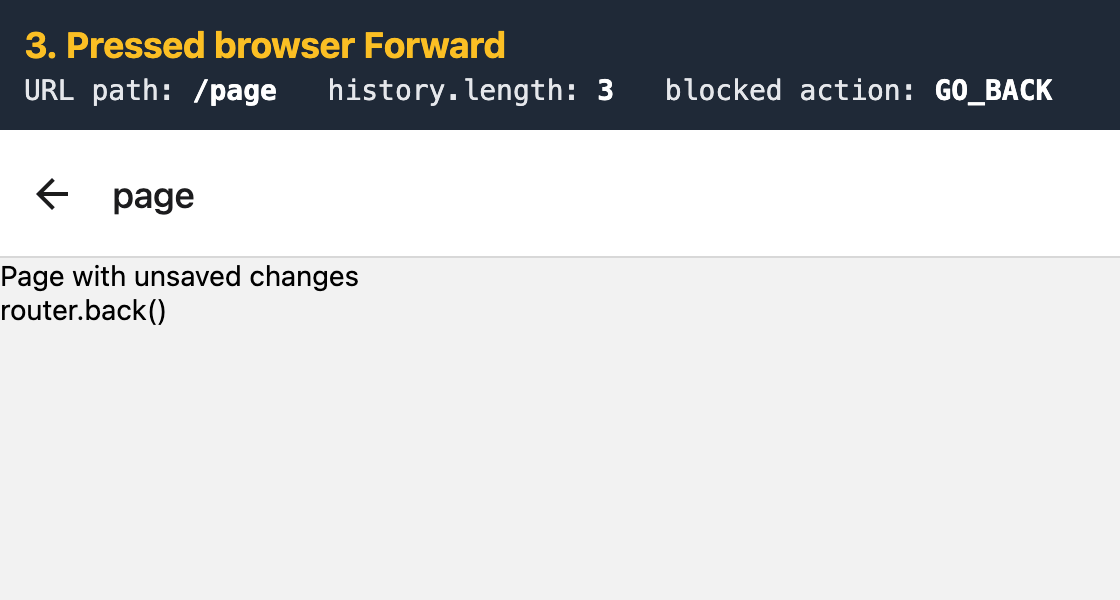 3. Pressed browser Forward
URL path: /page history.length: 3 blocked action: GO_BACK
page
Page with unsaved changes
router.back()